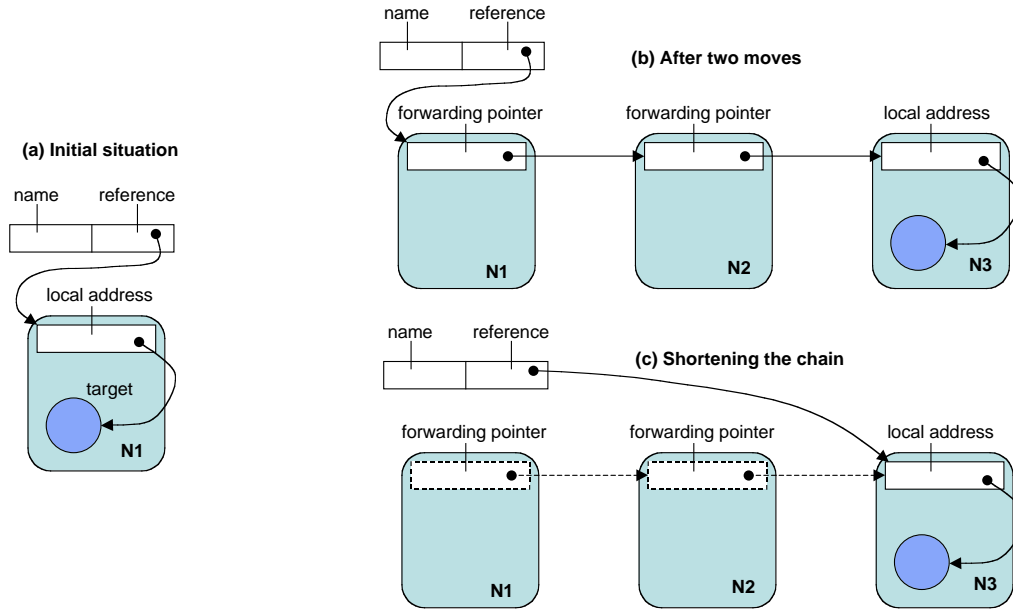 (a) Initial situation
name reference
local address
target
N1
name reference
(b) After two moves
forwarding pointer forwarding pointer local address
N1 N2 N3
name reference
(c) Shortening the chain
forwarding pointer forwarding pointer local address
N1 N2 N3